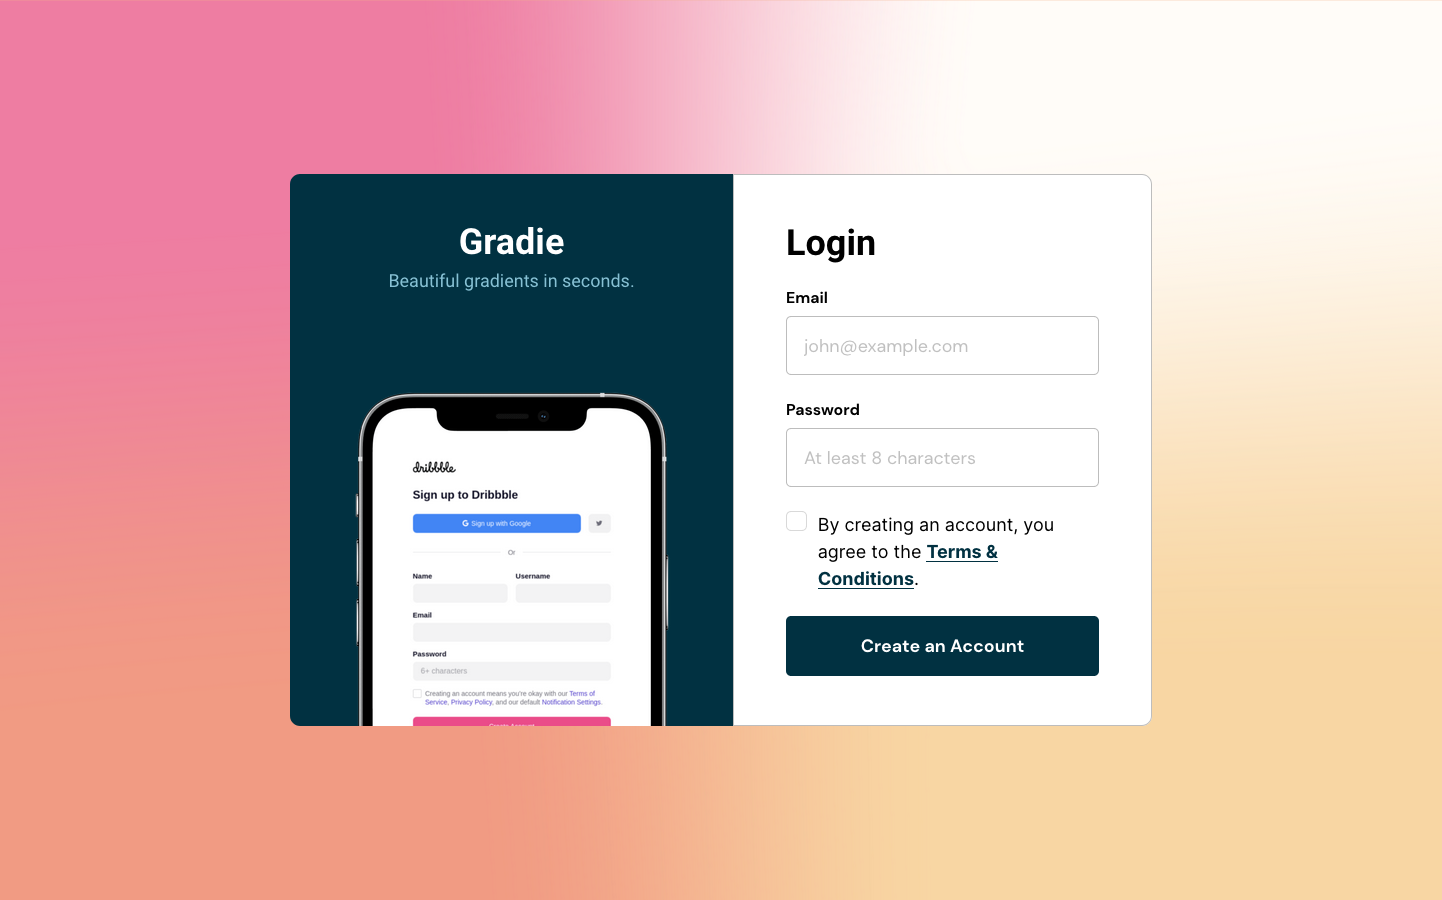 Gradie
Beautiful gradients in seconds.
dribbble
Sign up to Dribbble
Sign up with Google
Or
Name Username
Email
Password
6+ characters
Creating an account means you're okay with our Terms of
Service, Privacy Policy, and our default Notification Settings.
Create Account
Login
Email
john@example.com
Password
At least 8 characters
By creating an account, you
agree to the Terms &
Conditions.
Create an Account